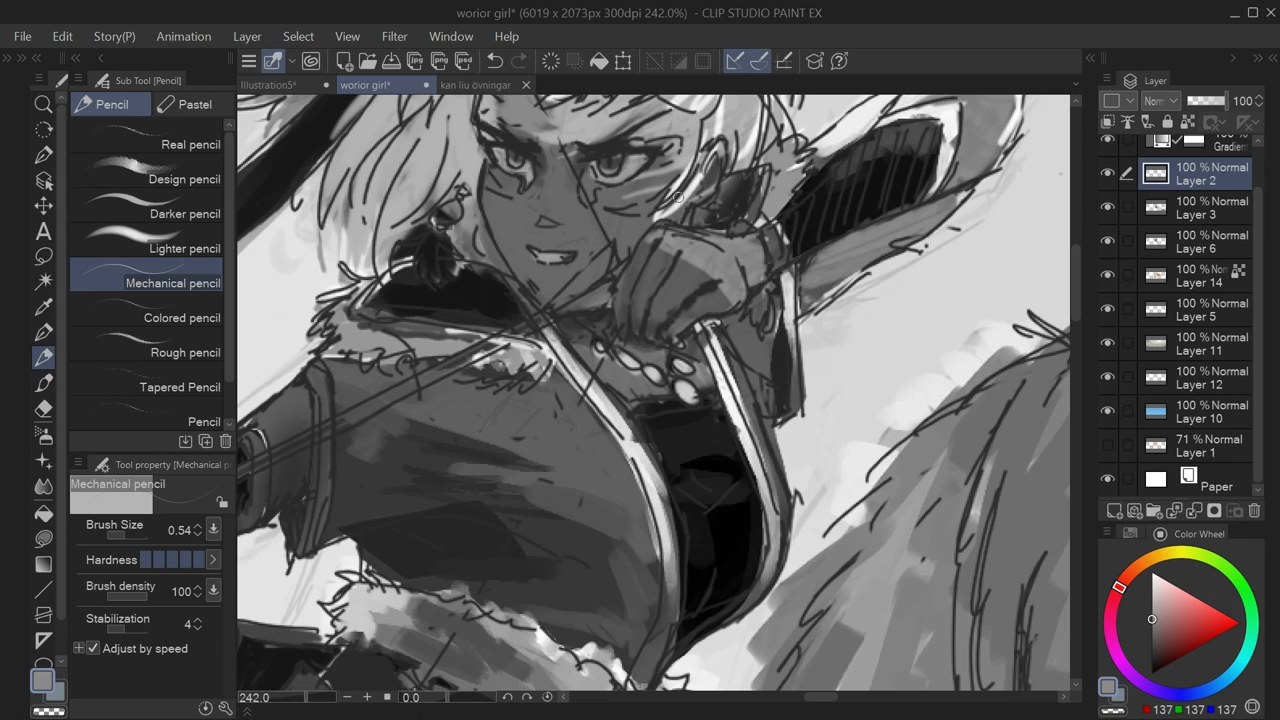 worior girl* (6019 x 2073px 300dpi 242.0%) - CLIP STUDIO PAINT EX
File Edit Story(P) Animation Layer Select View Filter Window Help
Sub Tool [Pencil]
Illustration5* worior girl* kan liu övningar
Pencil Pastel
Real pencil
Design pencil
Darker pencil
Lighter pencil
Mechanical pencil
Colored pencil
Rough pencil
Tapered Pencil
Pencil
Tool property [Mechanical p
Mechanical pencil
Brush Size 0.54
Hardness
Brush density 100
Stabilization 4
Adjust by speed
242.0 0.0
Layer
Norm 100
Gradient
100 % Normal
Layer 2
100 % Normal
Layer 3
100 % Normal
Layer 6
100 % Nor
Layer 14
100 % Normal
Layer 5
100 % Normal
Layer 11
100 % Normal
Layer 12
100 % Normal
Layer 10
71 % Normal
Layer 1
Paper
Color Wheel
137 137 137